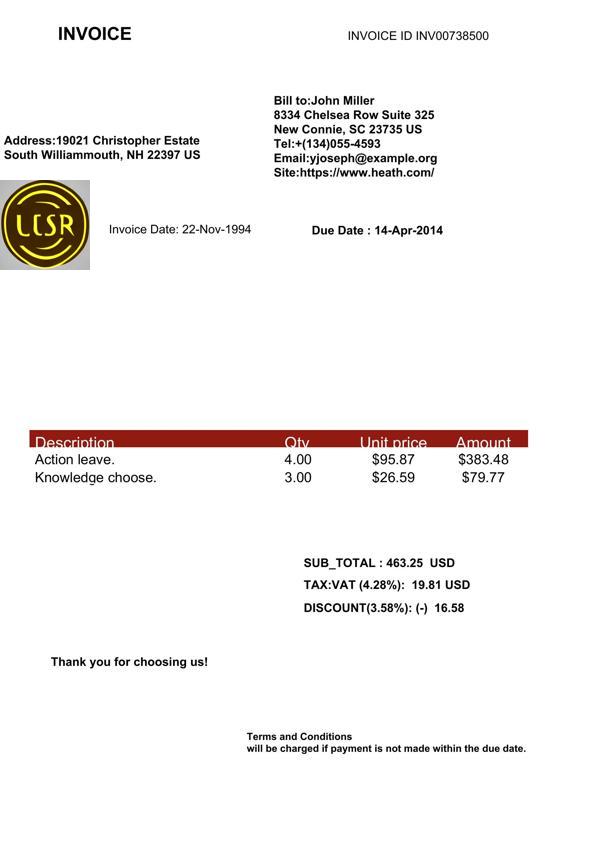 INVOICE
INVOICE ID INV00738500
Bill to:John Miller
8334 Chelsea Row Suite 325
New Connie, SC 23735 US
Tel:+(134)055-4593
Email:yjoseph@example.org
Site:https://www.heath.com/
Address:19021 Christopher Estate
South Williammouth, NH 22397 US
Invoice Date: 22-Nov-1994
Due Date : 14-Apr-2014
Description Qty Unit price Amount
Action leave. 4.00 $95.87 $383.48
Knowledge choose. 3.00 $26.59 $79.77
SUB_TOTAL : 463.25 USD
TAX:VAT (4.28%): 19.81 USD
DISCOUNT(3.58%): (-) 16.58
Thank you for choosing us!
Terms and Conditions
will be charged if payment is not made within the due date.